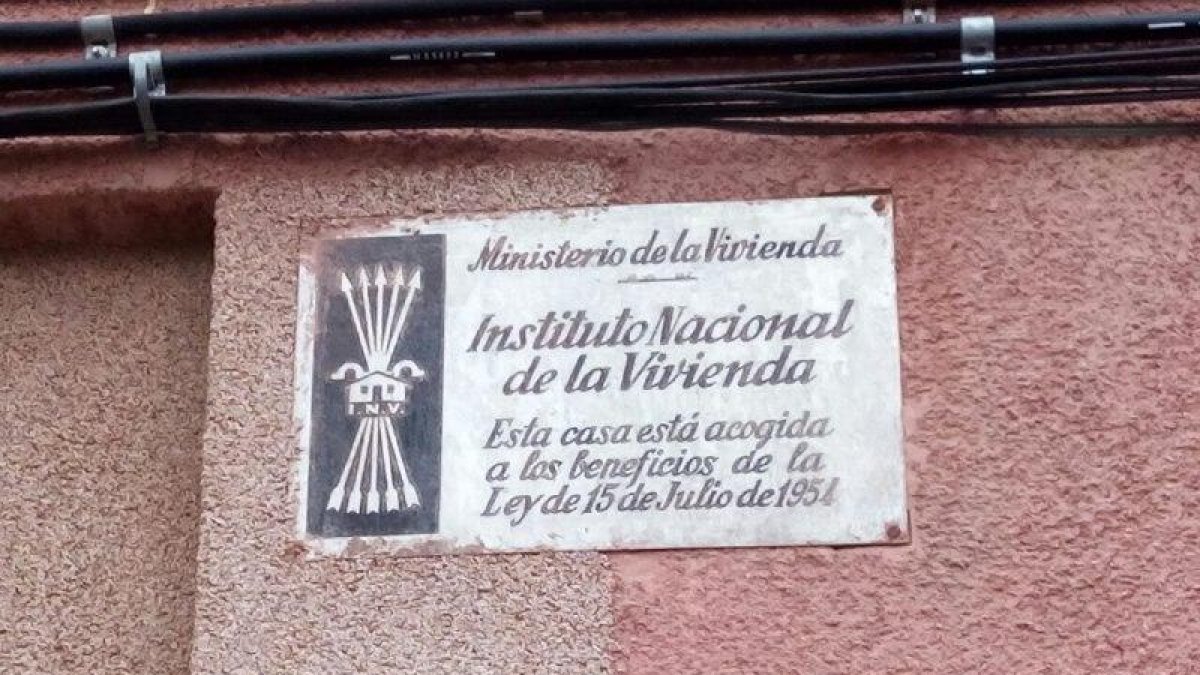 Ministerio de la Vivienda
Instituto Nacional
de la Vivienda
I.N.V.
Esta casa está acogida
a los beneficios de la
Ley de 15 de Julio de 1954